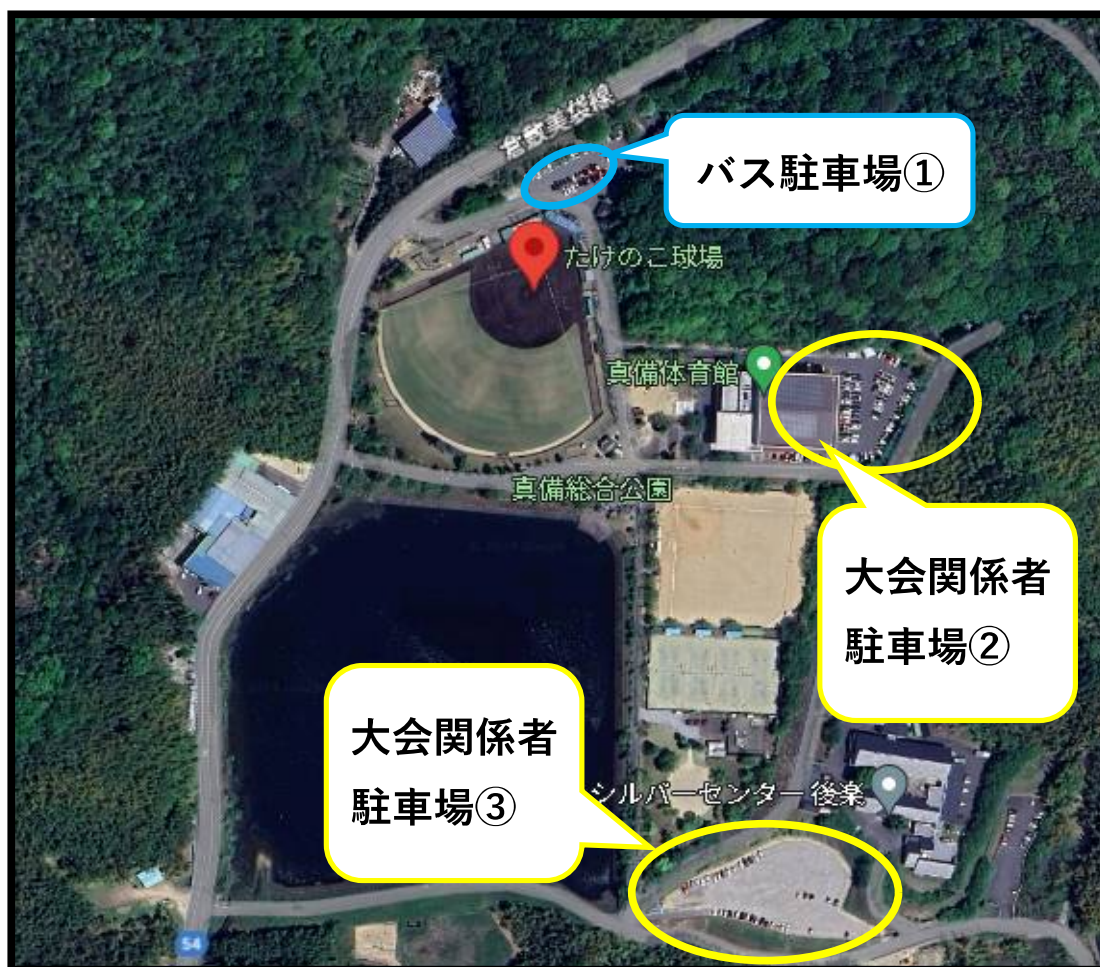 倉敷美袋線
バス駐車場①
たけのこ球場
真備体育館
真備総合公園
大会関係者
駐車場②
大会関係者
駐車場③
シルバーセンター 後楽
54